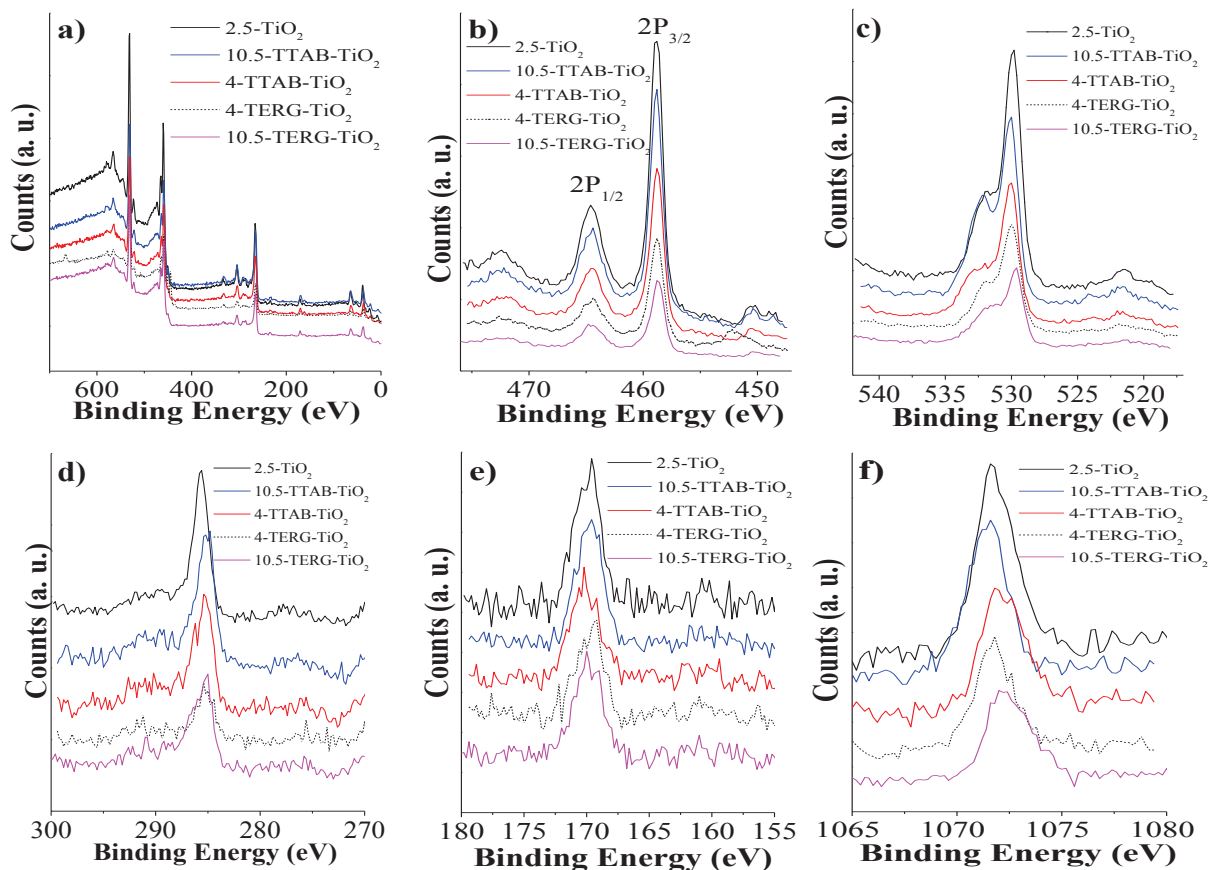 a)
2.5-TiO₂
10.5-TTAB-TiO₂
4-TTAB-TiO₂
4-TERG-TiO₂
10.5-TERG-TiO₂
Counts (a. u.)
600 400 200 0
Binding Energy (eV)
b)
2P₃/₂
2.5-TiO₂
10.5-TTAB-TiO₂
4-TTAB-TiO₂
4-TERG-TiO₂
10.5-TERG-TiO₂
2P₁/₂
Counts (a. u.)
470 460 450
Binding Energy (eV)
c)
2.5-TiO₂
10.5-TTAB-TiO₂
4-TTAB-TiO₂
4-TERG-TiO₂
10.5-TERG-TiO₂
Counts (a. u.)
540 535 530 525 520
Binding Energy (eV)
d)
2.5-TiO₂
10.5-TTAB-TiO₂
4-TTAB-TiO₂
4-TERG-TiO₂
10.5-TERG-TiO₂
Counts (a. u.)
300 290 280 270
Binding Energy (eV)
e)
2.5-TiO₂
10.5-TTAB-TiO₂
4-TTAB-TiO₂
4-TERG-TiO₂
10.5-TERG-TiO₂
Counts (a. u.)
180 175 170 165 160 155
Binding Energy (eV)
f)
2.5-TiO₂
10.5-TTAB-TiO₂
4-TTAB-TiO₂
4-TERG-TiO₂
10.5-TERG-TiO₂
Counts (a. u.)
1065 1070 1075 1080
Binding Energy (eV)